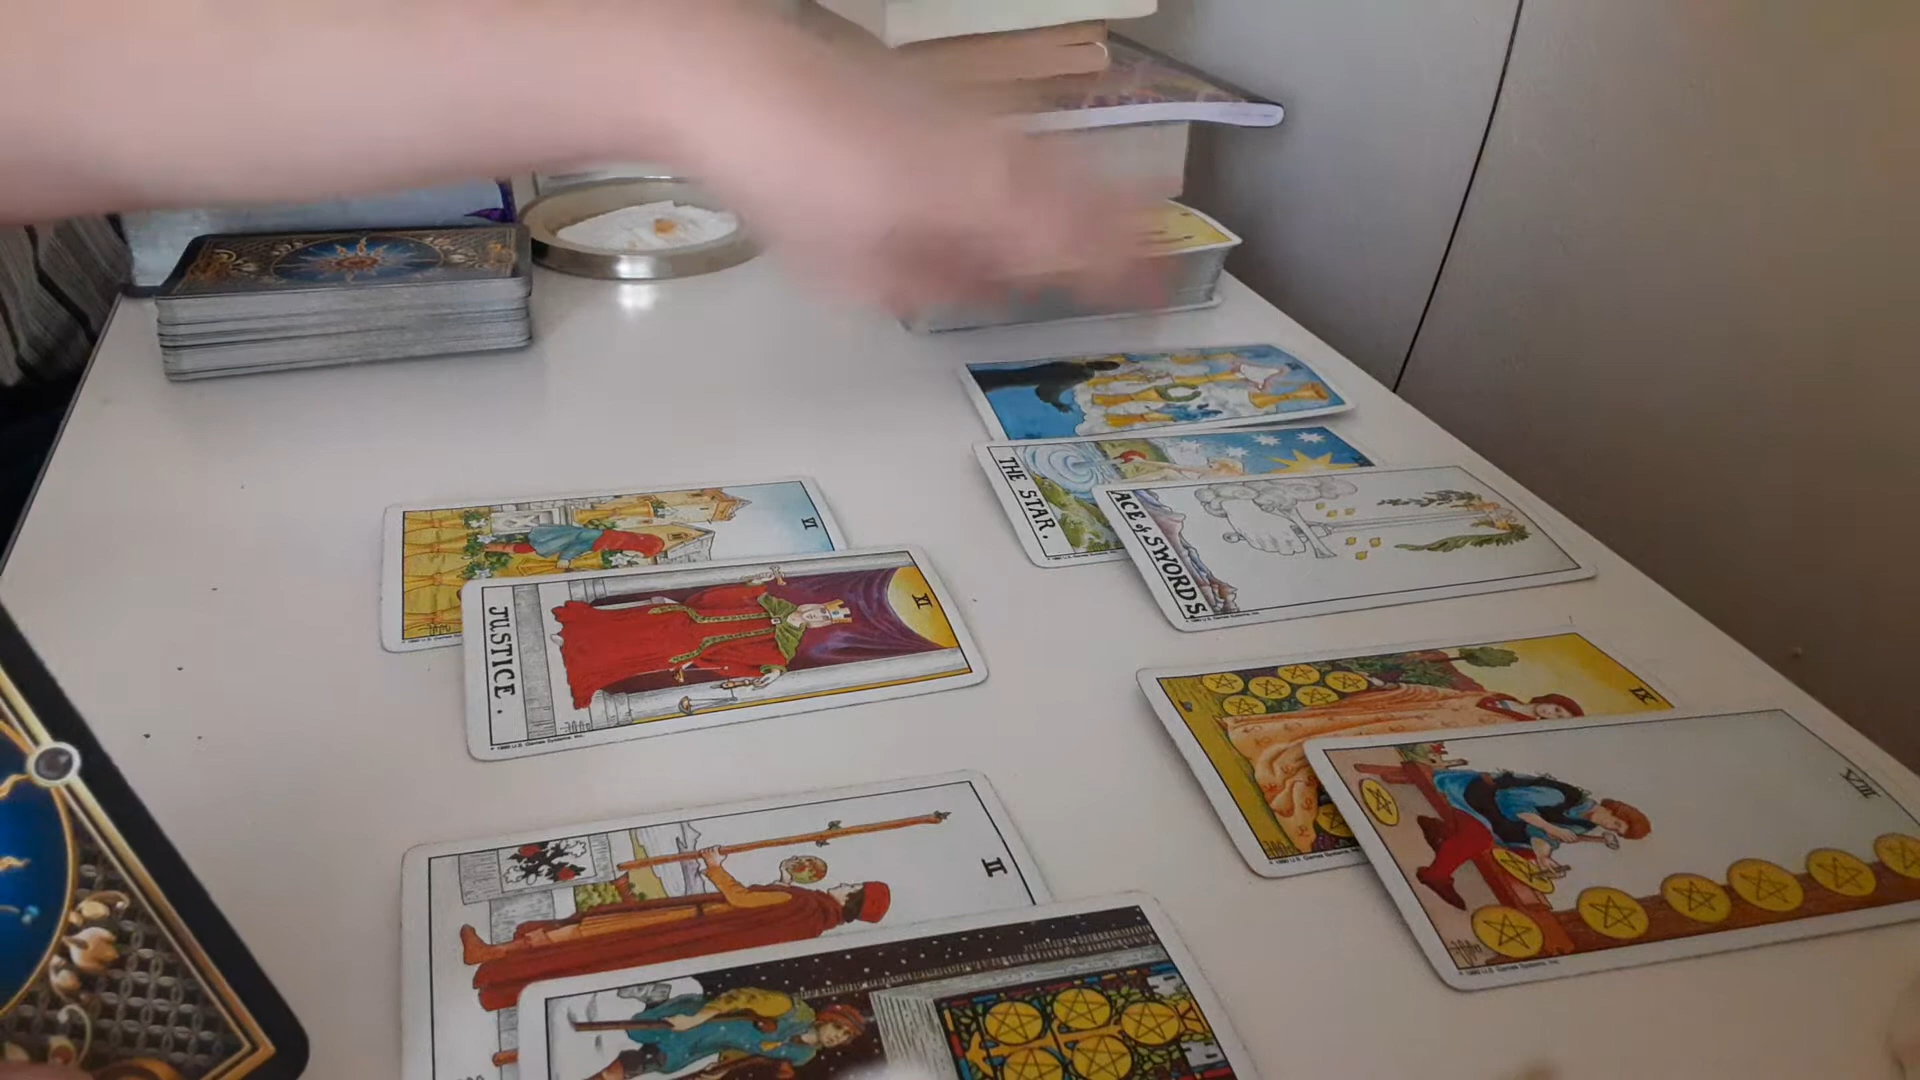 THE STAR.
ACE of SWORDS.
VI
JUSTICE.
XI
IX
VIII
II